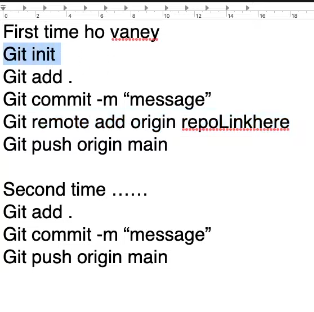 First time ho vaney
Git init
Git add .
Git commit -m “message”
Git remote add origin repoLinkhere
Git push origin main
Second time ……
Git add .
Git commit -m “message”
Git push origin main